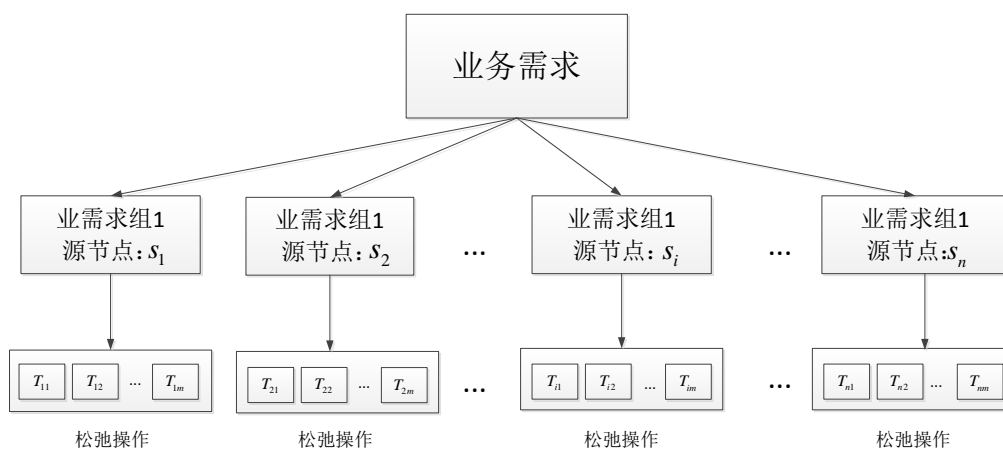 业务需求
业需求组1
源节点: s₁
业需求组1
源节点: s₂
...
业需求组1
源节点: sᵢ
...
业需求组1
源节点:sₙ
T₁₁ T₁₂ ... T₁ₘ
T₂₁ T₂₂ ... T₂ₘ
...
Tᵢ₁ Tᵢ₂ ... Tᵢₘ
...
Tₙ₁ Tₙ₂ ... Tₙₘ
松弛操作
松弛操作
松弛操作
松弛操作